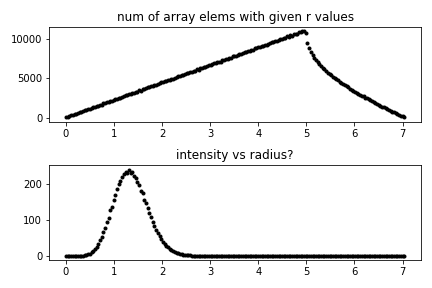 num of array elems with given r values
10000
5000
0
0 1 2 3 4 5 6 7
intensity vs radius?
200
100
0
0 1 2 3 4 5 6 7